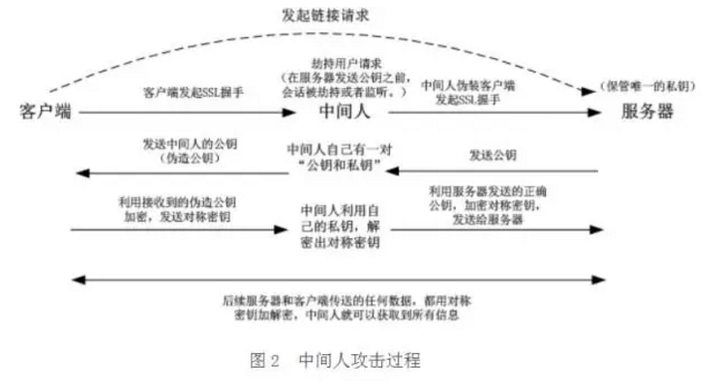 发起链接请求
劫持用户请求
（在服务器发送公钥之前，
会话被劫持或者监听。）
客户端发起SSL握手
中间人伪装客户端
发起SSL握手
（保管唯一的私钥）
客户端
中间人
服务器
发送中间人的公钥
（伪造公钥）
中间人自己有一对
“公钥和私钥”
发送公钥
利用接收到的伪造公钥
加密，发送对称密钥
中间人利用自
己的私钥，解
密出对称密钥
利用服务器发送的正确
公钥，加密对称密钥，
发送给服务器
后续服务器和客户端传送的任何数据，都用对称
密钥加解密，中间人就可以获取到所有信息
图 2 中间人攻击过程